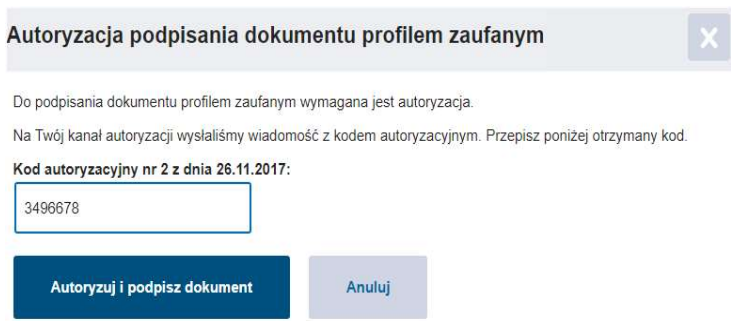 Autoryzacja podpisania dokumentu profilem zaufanym
X
Do podpisania dokumentu profilem zaufanym wymagana jest autoryzacja.
Na Twój kanał autoryzacji wysłaliśmy wiadomość z kodem autoryzacyjnym. Przepisz poniżej otrzymany kod.
Kod autoryzacyjny nr 2 z dnia 26.11.2017:
3496678
Autoryzuj i podpisz dokument
Anuluj